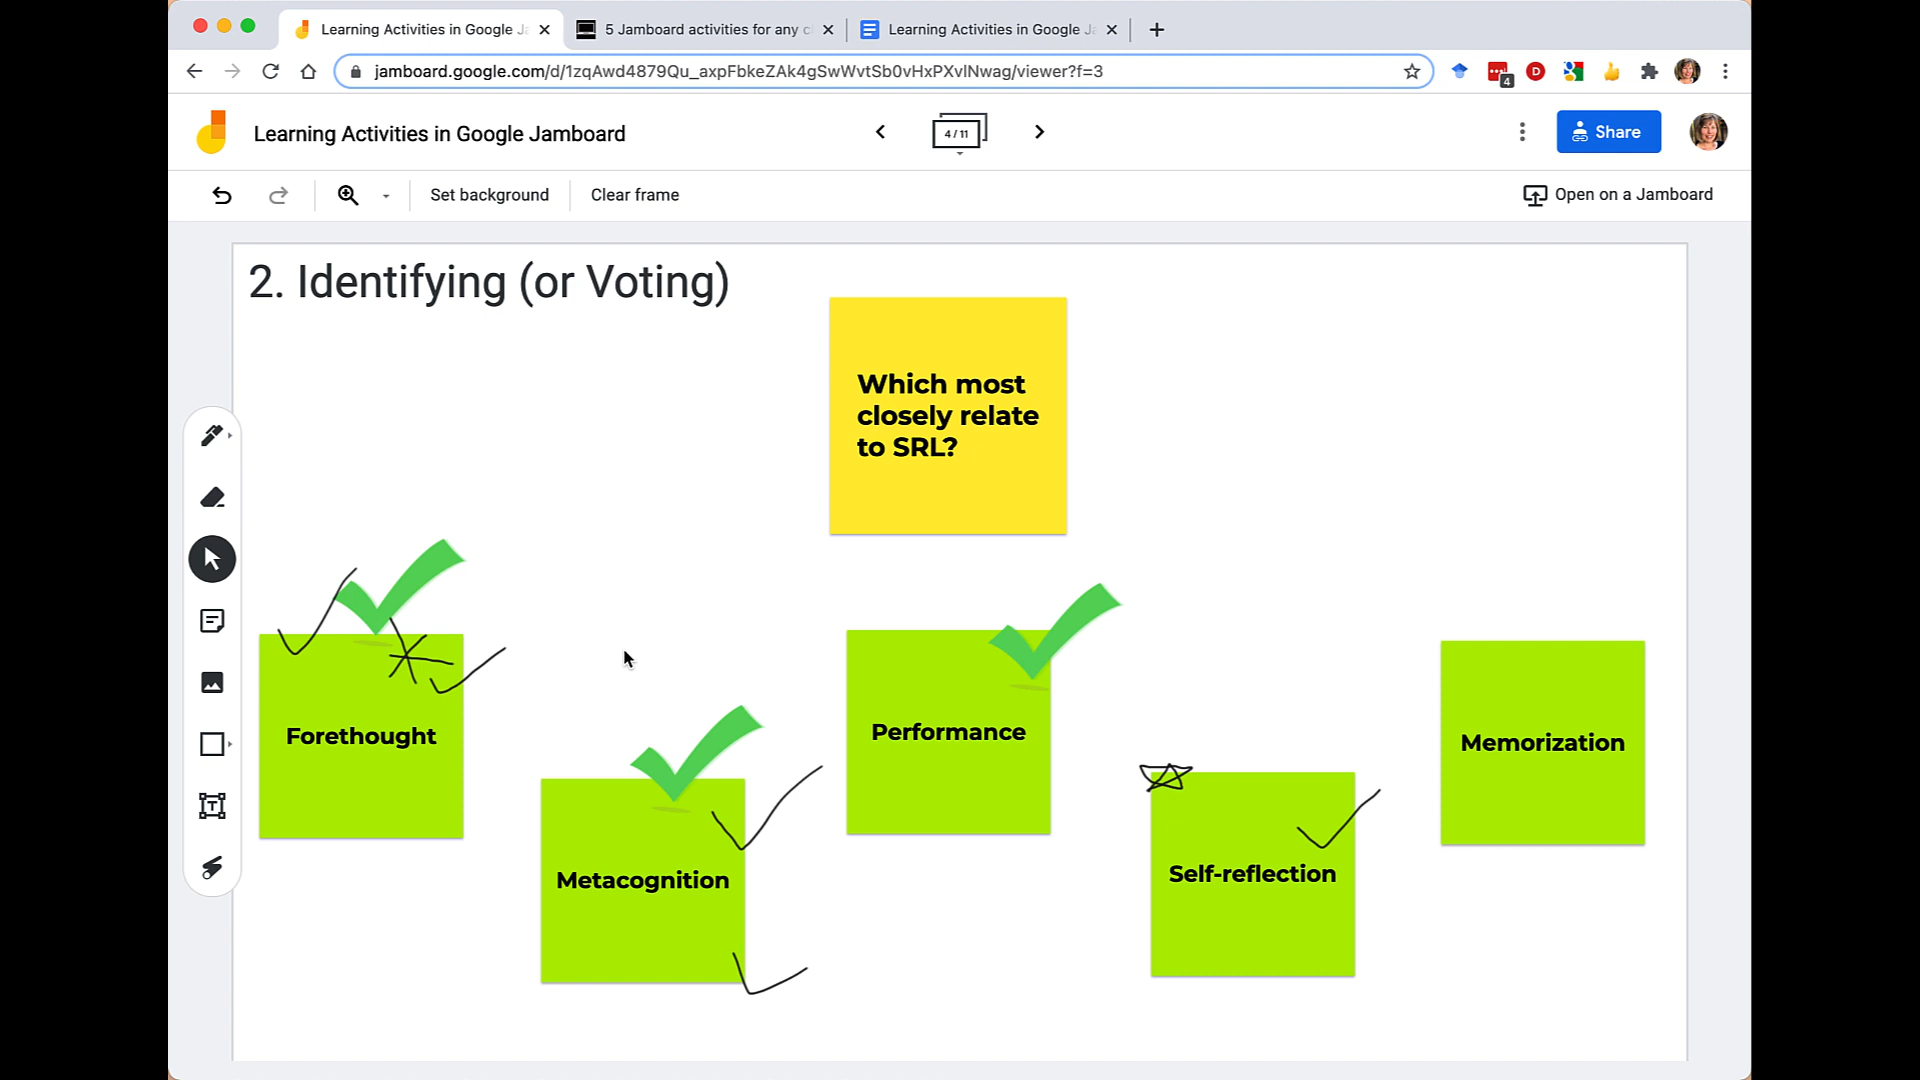 Learning Activities in Google Ja
5 Jamboard activities for any c
Learning Activities in Google J
jamboard.google.com/d/1zqAwd4879Qu_axpFbkeZAk4gSwWvtSb0vHxPXvlNwag/viewer?f=3
4
D
Learning Activities in Google Jamboard
4 / 11
Share
Set background
Clear frame
Open on a Jamboard
2. Identifying (or Voting)
Which most
closely relate
to SRL?
Forethought
Performance
Memorization
Metacognition
Self-reflection